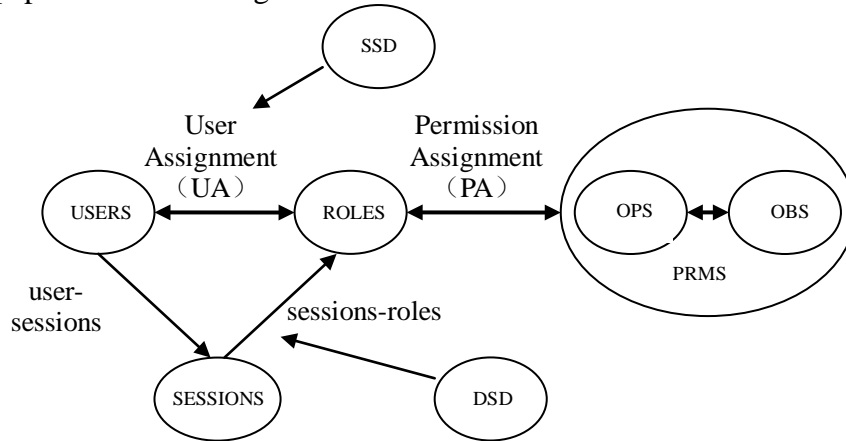 SSD
User
Assignment
（UA）
Permission
Assignment
（PA）
USERS
ROLES
OPS
OBS
PRMS
user-
sessions
sessions-roles
SESSIONS
DSD